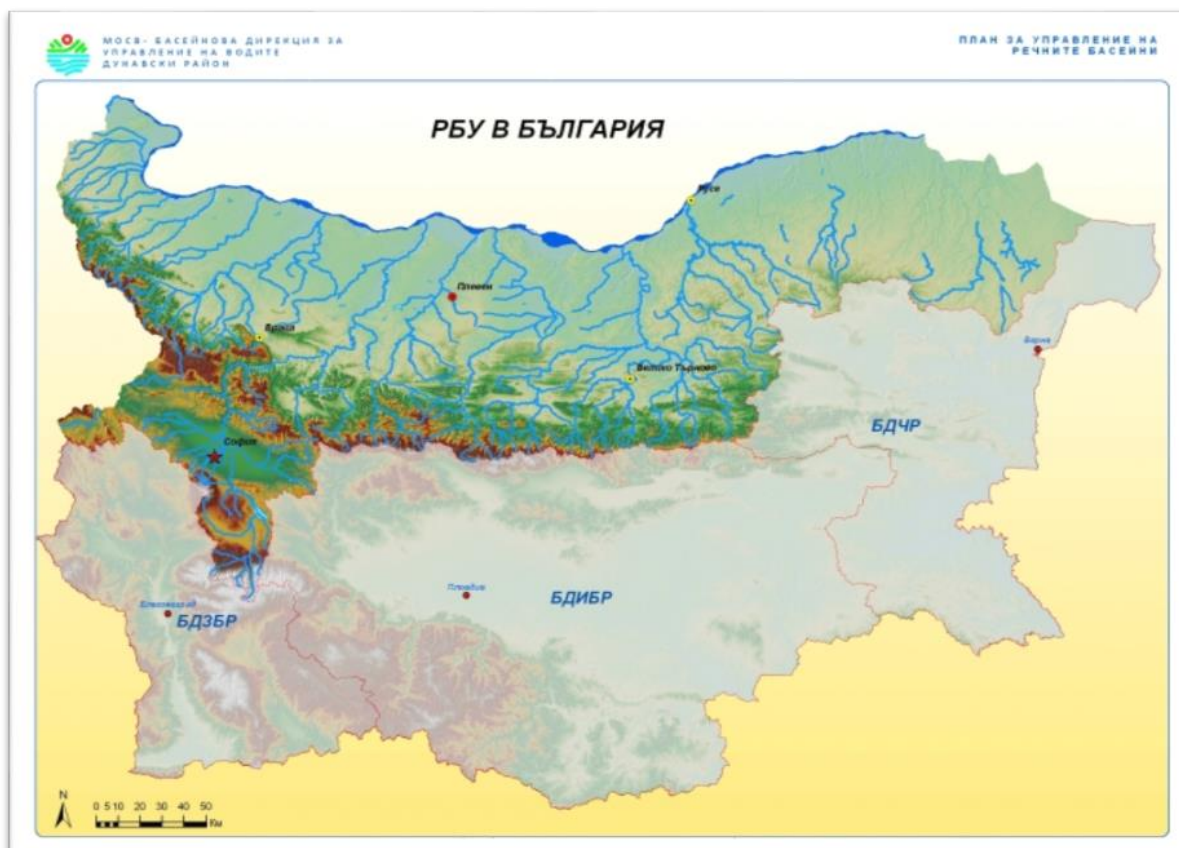 МОСВ- БАСЕЙНОВА ДИРЕКЦИЯ ЗА
УПРАВЛЕНИЕ НА ВОДИТЕ
ДУНАВСКИ РАЙОН
ПЛАН ЗА УПРАВЛЕНИЕ НА
РЕЧНИТЕ БАСЕЙНИ
РБУ В БЪЛГАРИЯ
Русе
Плевен
Враца
Варна
Велико Търново
БДЧР
София
Пловдив
БДИБР
Благоевград
БДЗБР
N
0 5 10 20 30 40 50
Км